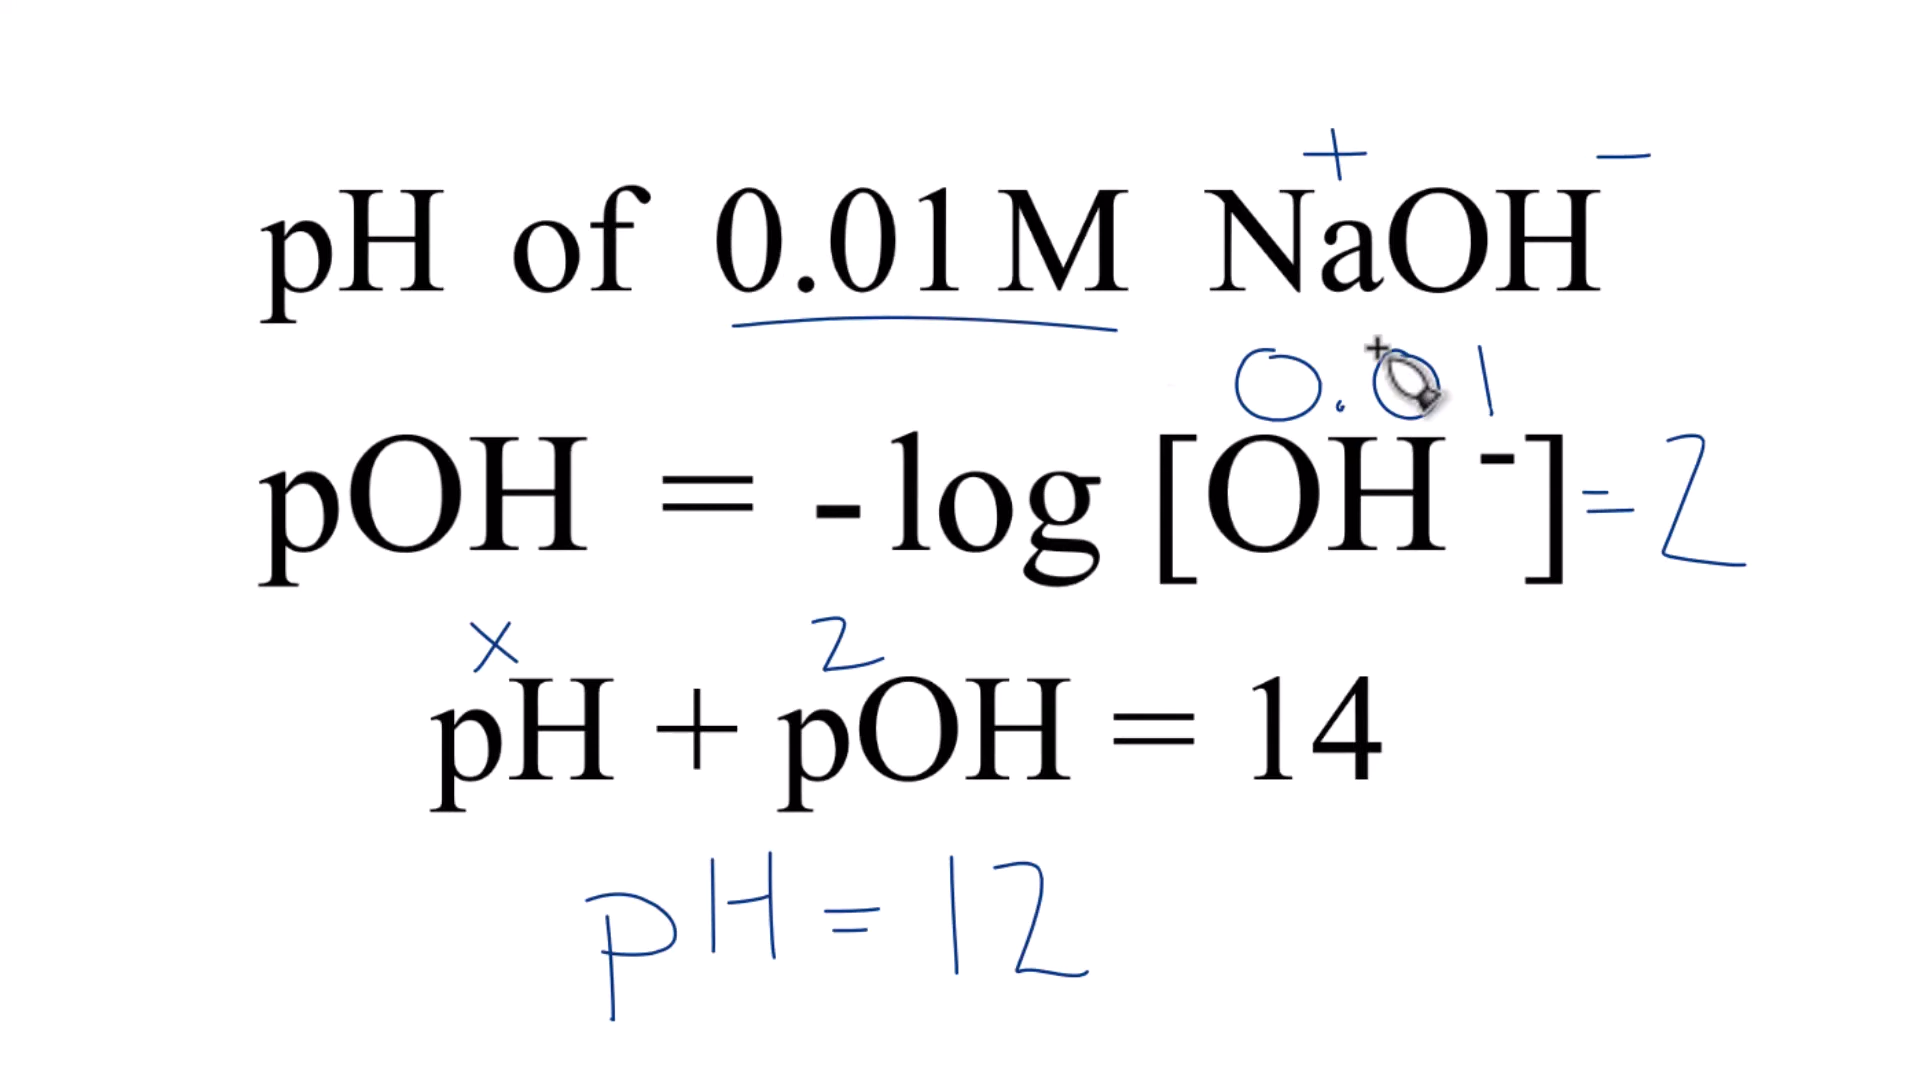 + −
pH of 0.01 M NaOH
0.01
pOH = -log [OH-] = 2
x 2
pH + pOH = 14
pH = 12